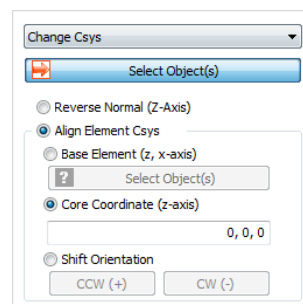 Change Csys
Select Object(s)
Reverse Normal (Z-Axis)
Align Element Csys
Base Element (z, x-axis)
? Select Object(s)
Core Coordinate (z-axis)
0, 0, 0
Shift Orientation
CCW (+) CW (-)